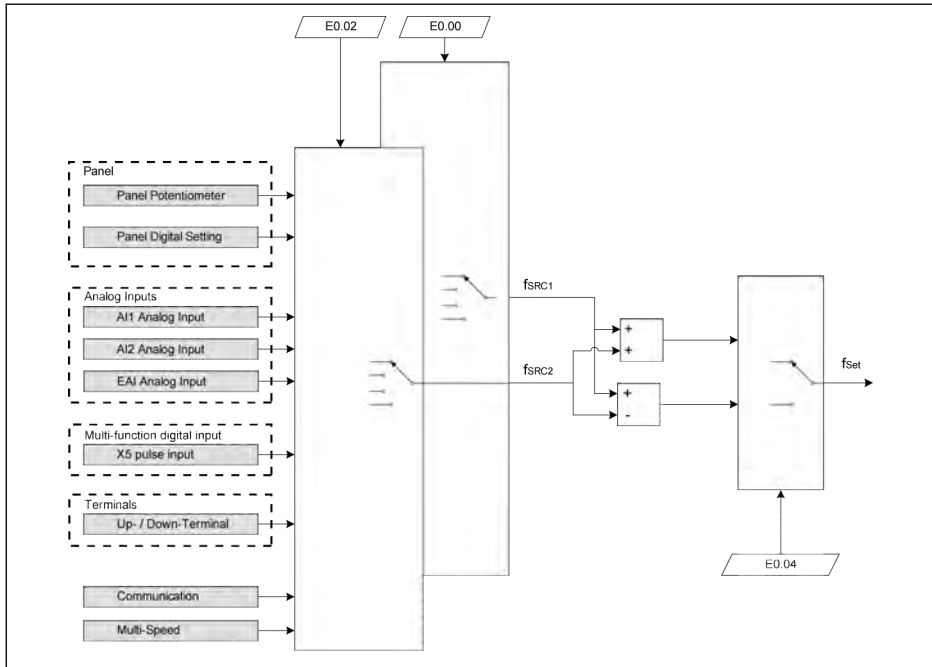 E0.02
E0.00
Panel
Panel Potentiometer
Panel Digital Setting
Analog Inputs
AI1 Analog Input
AI2 Analog Input
EAI Analog Input
Multi-function digital input
X5 pulse input
Terminals
Up- / Down-Terminal
Communication
Multi-Speed
fSRC1
fSRC2
+
+
+
-
fSet
E0.04